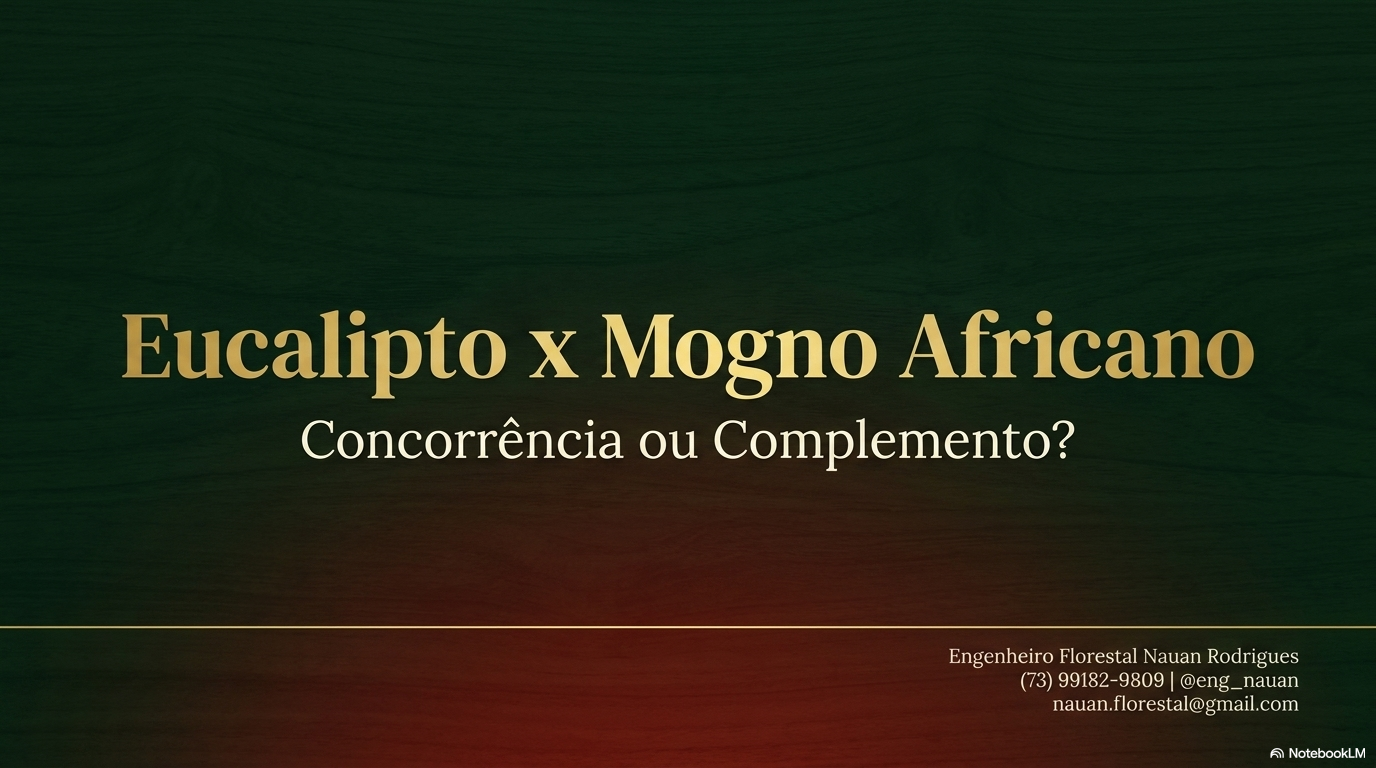 Eucalipto x Mogno Africano
Concorrência ou Complemento?
Engenheiro Florestal Nauan Rodrigues
(73) 99182-9809 | @eng_nauan
nauan.florestal@gmail.com
NotebookLM